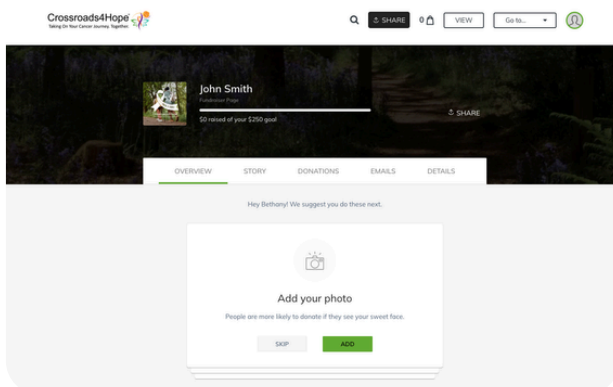 Crossroads4Hope
Taking On Your Cancer Journey. Together.
SHARE
0
VIEW
Go to...
John Smith
Fundraiser Page
$0 raised of your $250 goal
SHARE
OVERVIEW
STORY
DONATIONS
EMAILS
DETAILS
Hey Bethany! We suggest you do these next.
Add your photo
People are more likely to donate if they see your sweet face.
SKIP
ADD